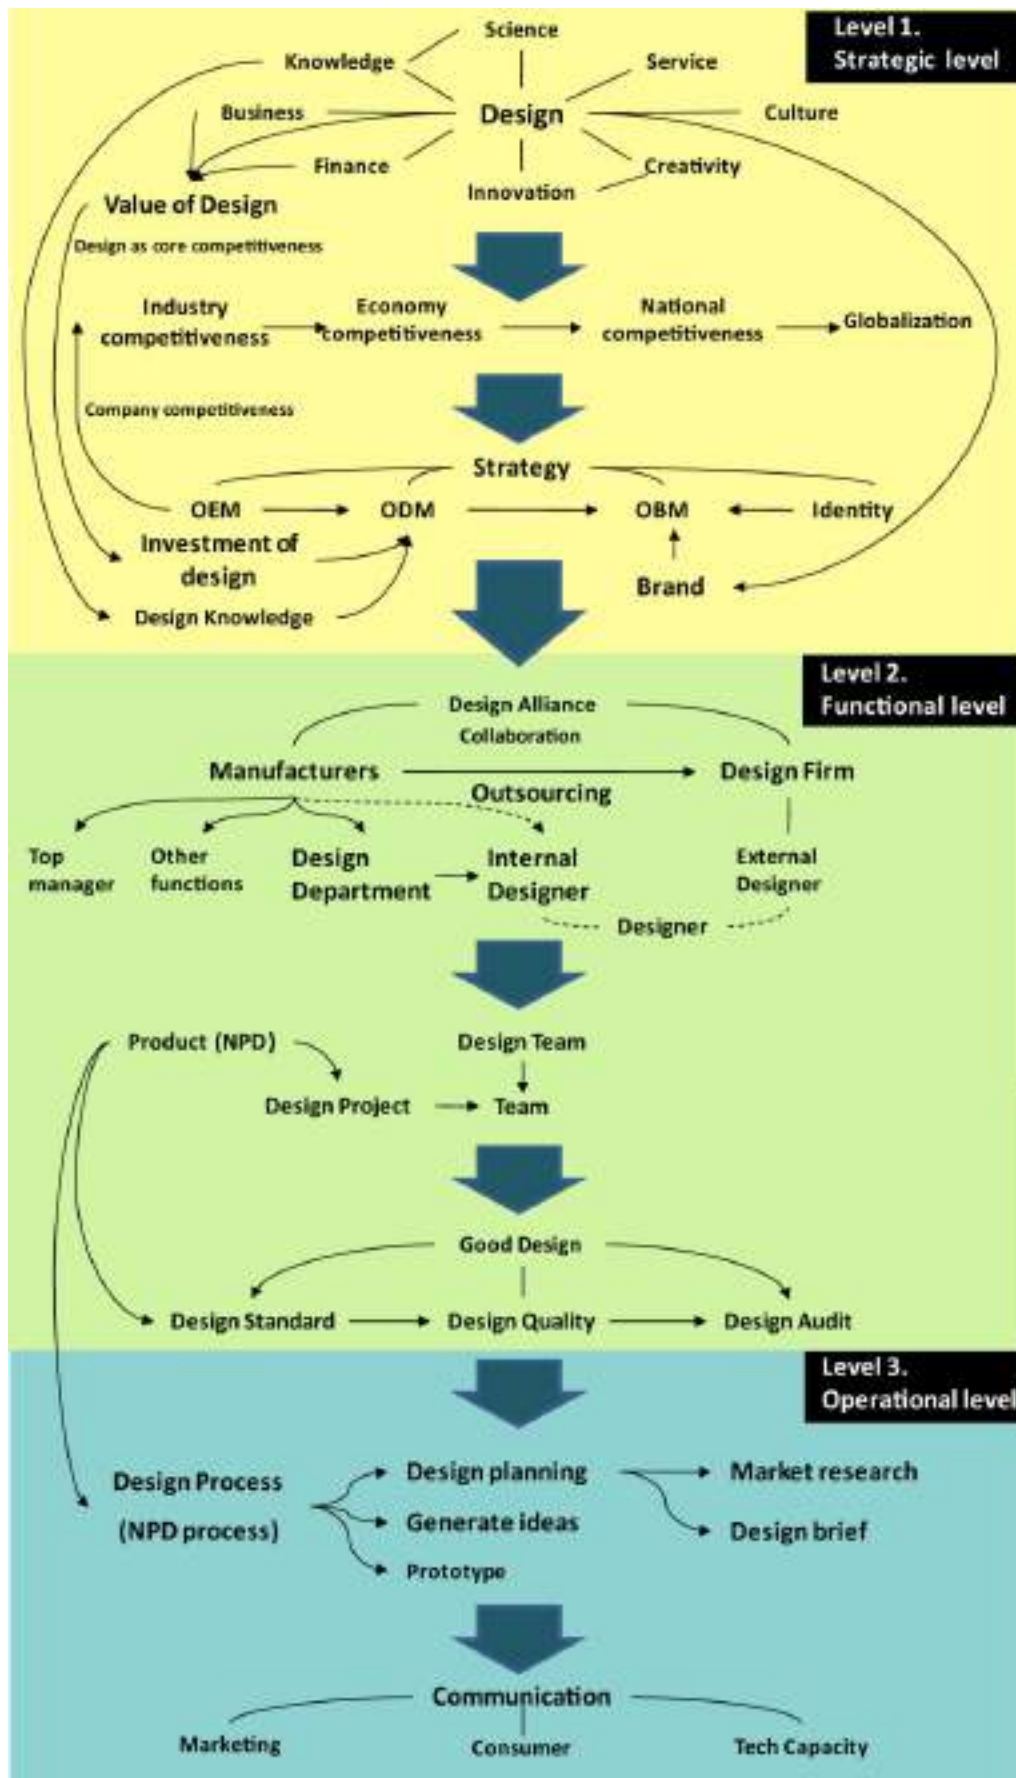 Level 1.
Strategic level
Science
Knowledge
Service
Business
Design
Culture
Finance
Creativity
Innovation
Value of Design
Design as core competitiveness
Industry
competitiveness
Economy
competitiveness
National
competitiveness
Globalization
Company competitiveness
Strategy
OEM
ODM
OBM
Identity
Investment of
design
Brand
Design Knowledge
Level 2.
Functional level
Design Alliance
Collaboration
Manufacturers
Design Firm
Outsourcing
Top
manager
Other
functions
Design
Department
Internal
Designer
External
Designer
Designer
Product (NPD)
Design Team
Design Project
Team
Good Design
Design Standard
Design Quality
Design Audit
Level 3.
Operational level
Design Process
(NPD process)
Design planning
Market research
Generate ideas
Design brief
Prototype
Communication
Marketing
Consumer
Tech Capacity